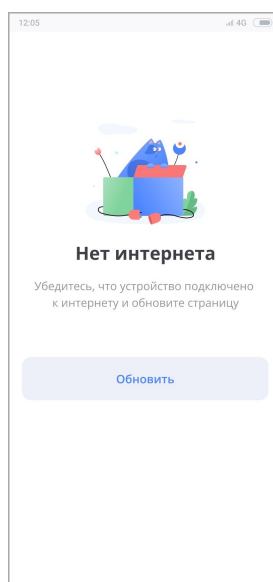 12:05 4G
Нет интернета
Убедитесь, что устройство подключено
к интернету и обновите страницу
Обновить